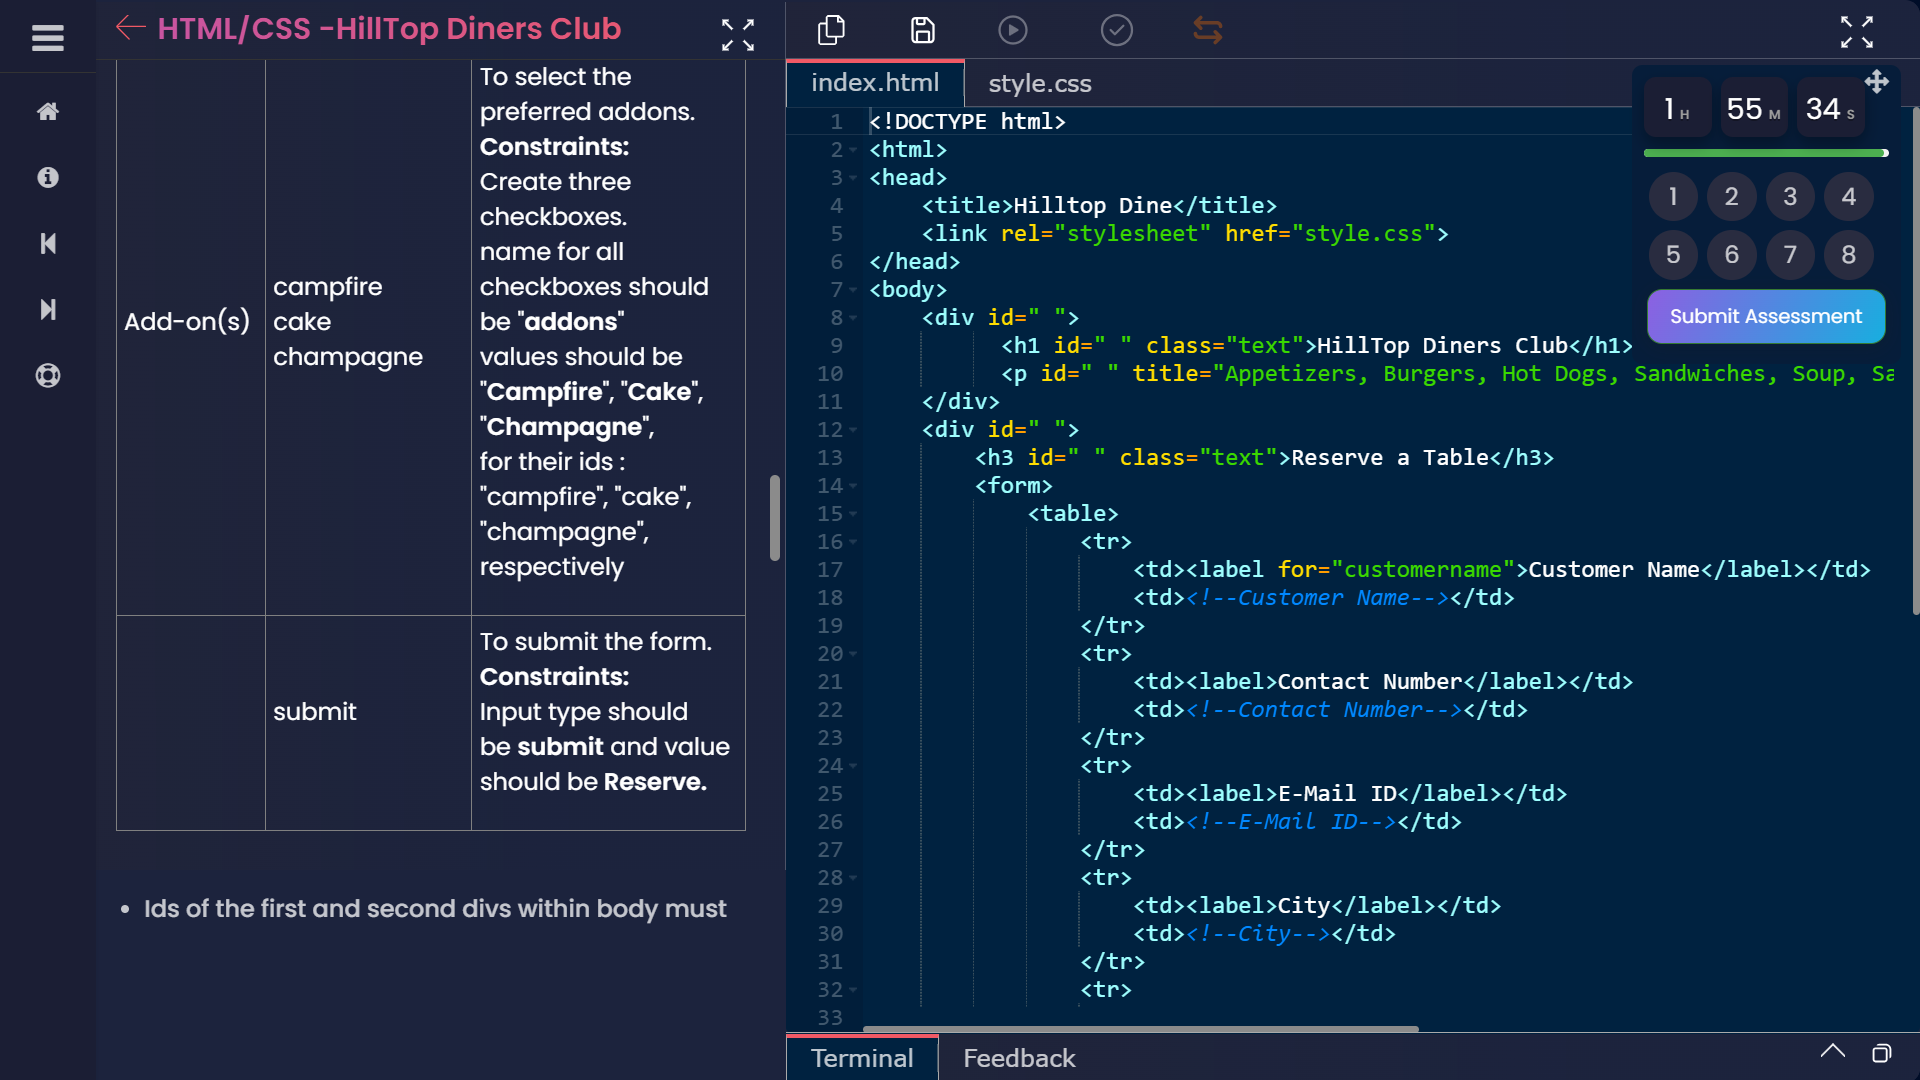 HTML/CSS -HillTop Diners Club
Add-on(s)
campfire
cake
champagne
To select the
preferred addons.
Constraints:
Create three
checkboxes.
name for all
checkboxes should
be "addons"
values should be
"Campfire", "Cake",
"Champagne",
for their ids :
"campfire", "cake",
"champagne",
respectively
submit
To submit the form.
Constraints:
Input type should
be submit and value
should be Reserve.
• Ids of the first and second divs within body must
index.html
style.css
1 <!DOCTYPE html>
2 <html>
3 <head>
4 <title>Hilltop Dine</title>
5 <link rel="stylesheet" href="style.css">
6 </head>
7 <body>
8 <div id=" ">
9 <h1 id=" " class="text">HillTop Diners Club</h1>
10 <p id=" " title="Appetizers, Burgers, Hot Dogs, Sandwiches, Soup, Sa
11 </div>
12 <div id=" ">
13 <h3 id=" " class="text">Reserve a Table</h3>
14 <form>
15 <table>
16 <tr>
17 <td><label for="customername">Customer Name</label></td>
18 <td><!--Customer Name--></td>
19 </tr>
20 <tr>
21 <td><label>Contact Number</label></td>
22 <td><!--Contact Number--></td>
23 </tr>
24 <tr>
25 <td><label>E-Mail ID</label></td>
26 <td><!--E-Mail ID--></td>
27 </tr>
28 <tr>
29 <td><label>City</label></td>
30 <td><!--City--></td>
31 </tr>
32 <tr>
33
1 H 55 M 34 S
1 2 3 4
5 6 7 8
Submit Assessment
Terminal
Feedback